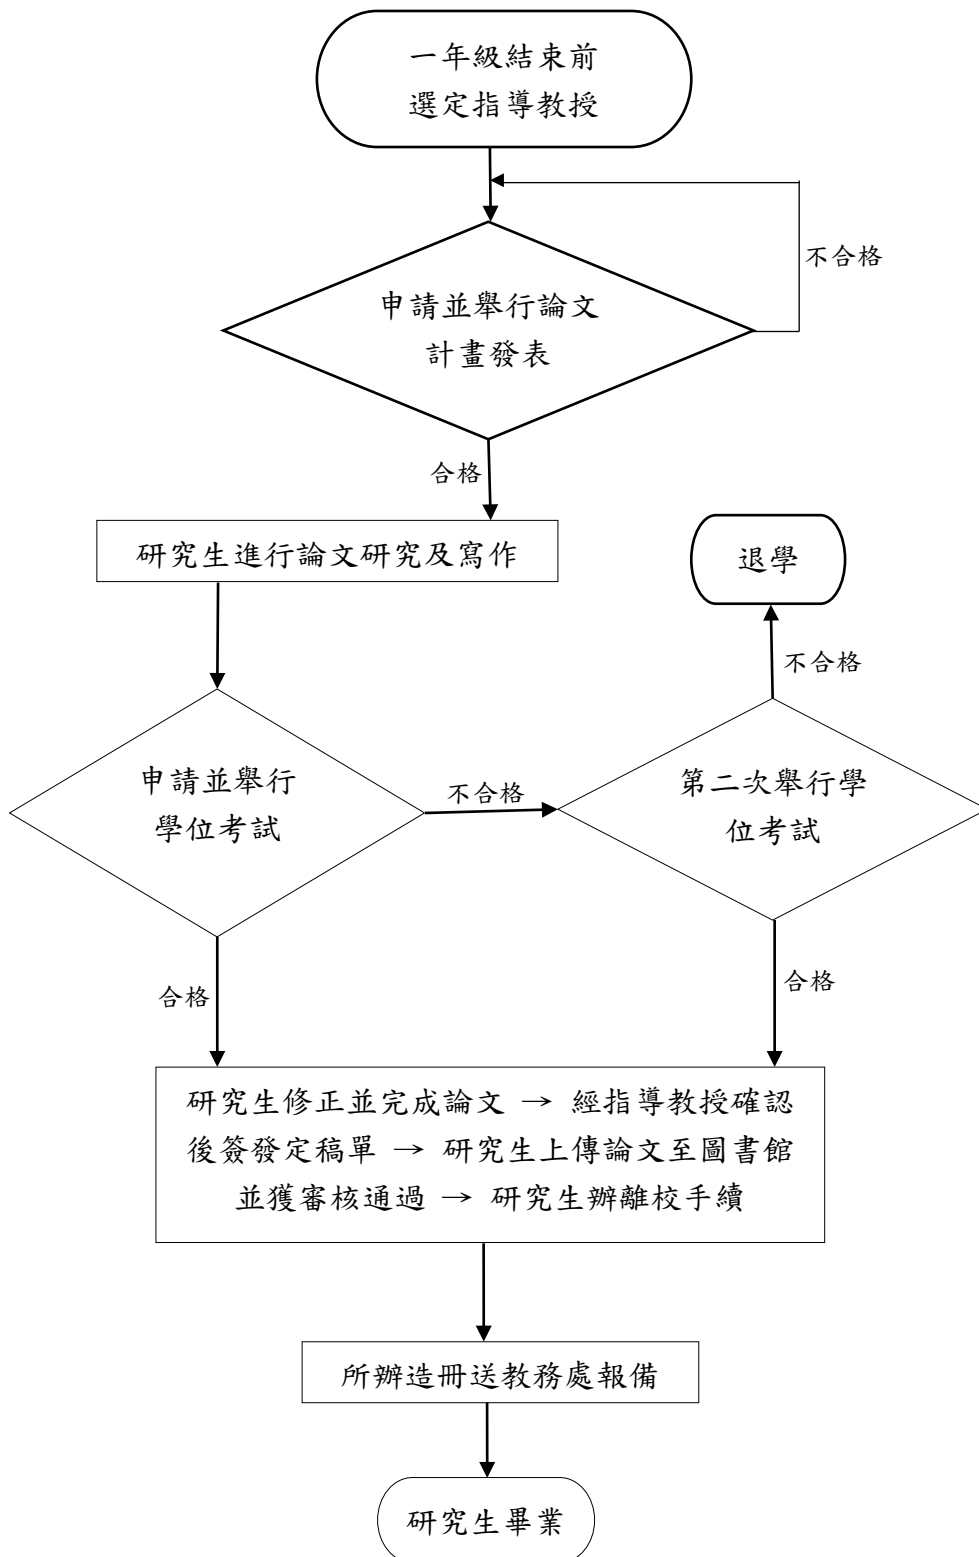 一年級結束前
選定指導教授
不合格
申請並舉行論文
計畫發表
合格
研究生進行論文研究及寫作
退學
不合格
申請並舉行
學位考試
不合格
第二次舉行學
位考試
合格
合格
研究生修正並完成論文 → 經指導教授確認
後簽發定稿單 → 研究生上傳論文至圖書館
並獲審核通過 → 研究生辦離校手續
所辦造冊送教務處報備
研究生畢業